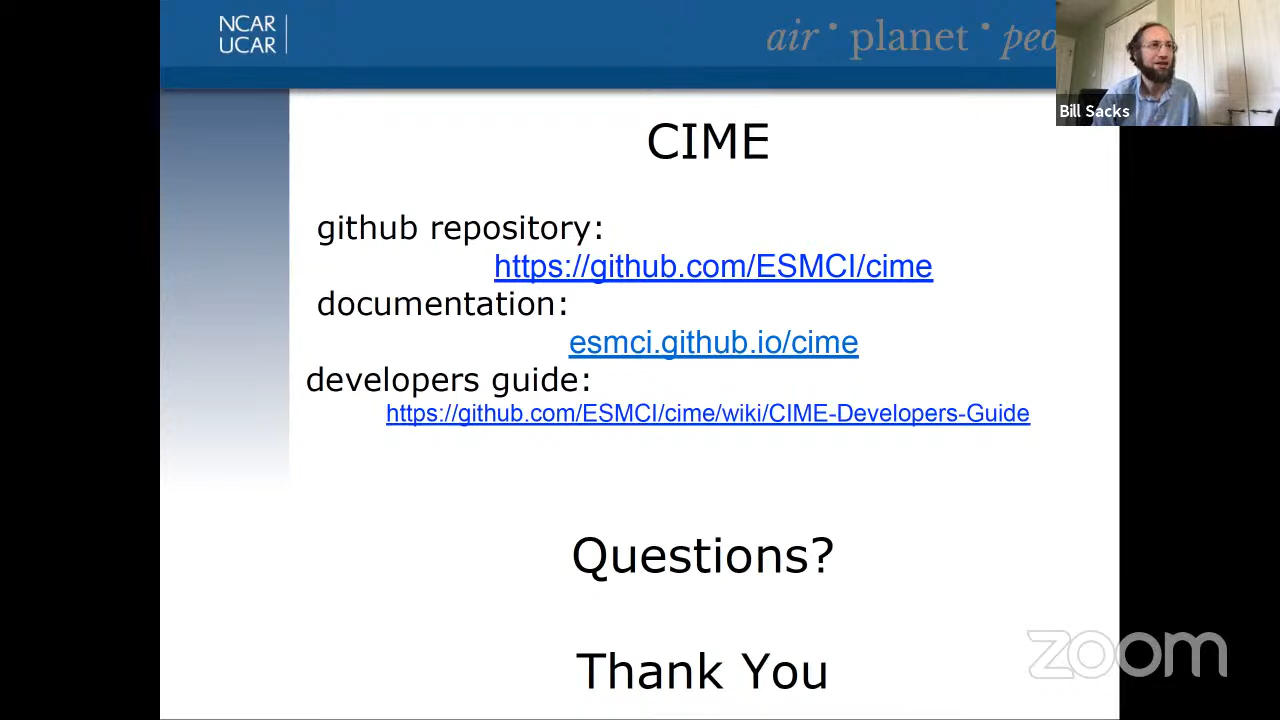 NCAR
UCAR
air • planet • peo
Bill Sacks
CIME
github repository:
https://github.com/ESMCI/cime
documentation:
esmci.github.io/cime
developers guide:
https://github.com/ESMCI/cime/wiki/CIME-Developers-Guide
Questions?
Thank You
zoom